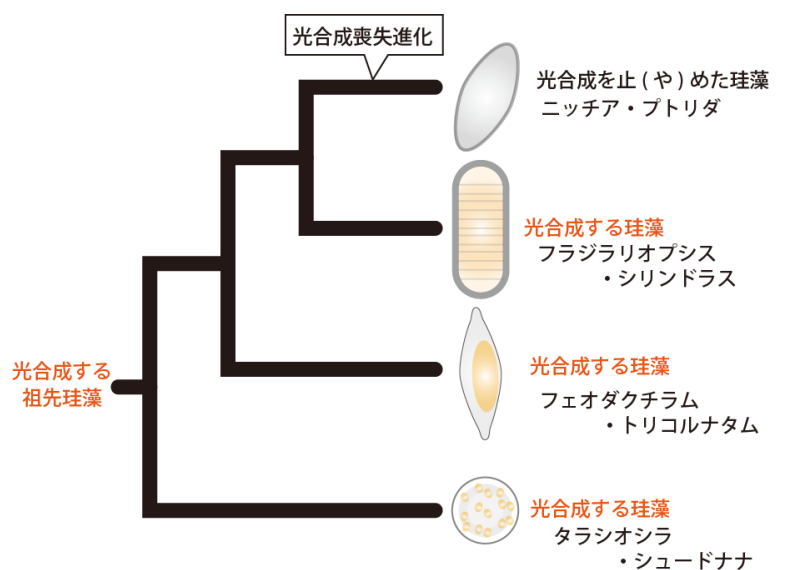 光合成喪失進化
光合成を止(や)めた珪藻
ニッチア・プトリダ
光合成する珪藻
フラジラリオプシス
・シリンドラス
光合成する
祖先珪藻
光合成する珪藻
フェオダクチラム
・トリコルナタム
光合成する珪藻
タラシオシラ
・シュードナナ